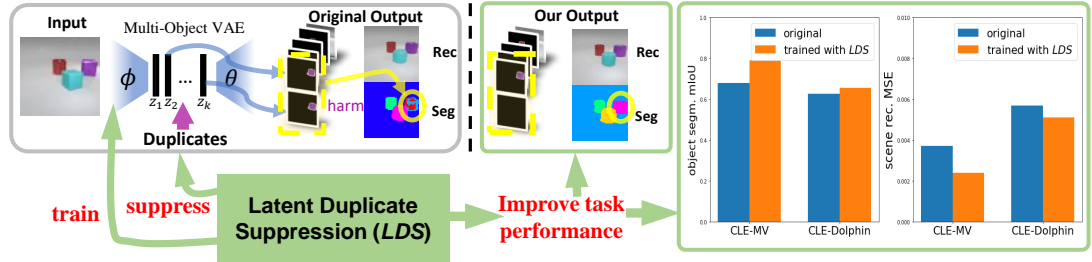 Input
Multi-Object VAE
Original Output
ϕ
z1 z2 ... zk
θ
Rec
harm
Seg
Duplicates
Our Output
Rec
Seg
train
suppress
Latent Duplicate
Suppression (LDS)
Improve task
performance
object segm. mIoU
1.0
0.8
0.6
0.4
0.2
0.0
original
trained with LDS
CLE-MV
CLE-Dolphin
scene rec. MSE
0.010
0.008
0.006
0.004
0.002
0.000
original
trained with LDS
CLE-MV
CLE-Dolphin